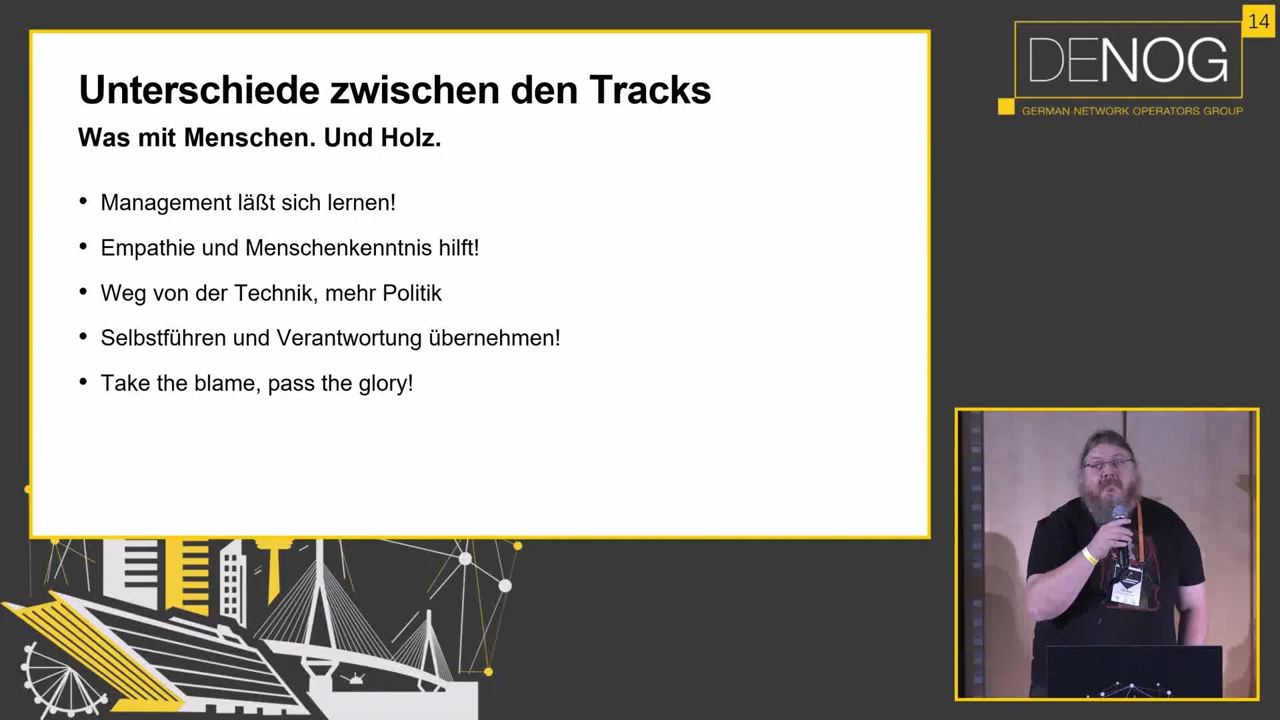 Unterschiede zwischen den Tracks
Was mit Menschen. Und Holz.
• Management läßt sich lernen!
• Empathie und Menschenkenntnis hilft!
• Weg von der Technik, mehr Politik
• Selbstführen und Verantwortung übernehmen!
• Take the blame, pass the glory!
14
DENOG
GERMAN NETWORK OPERATORS GROUP